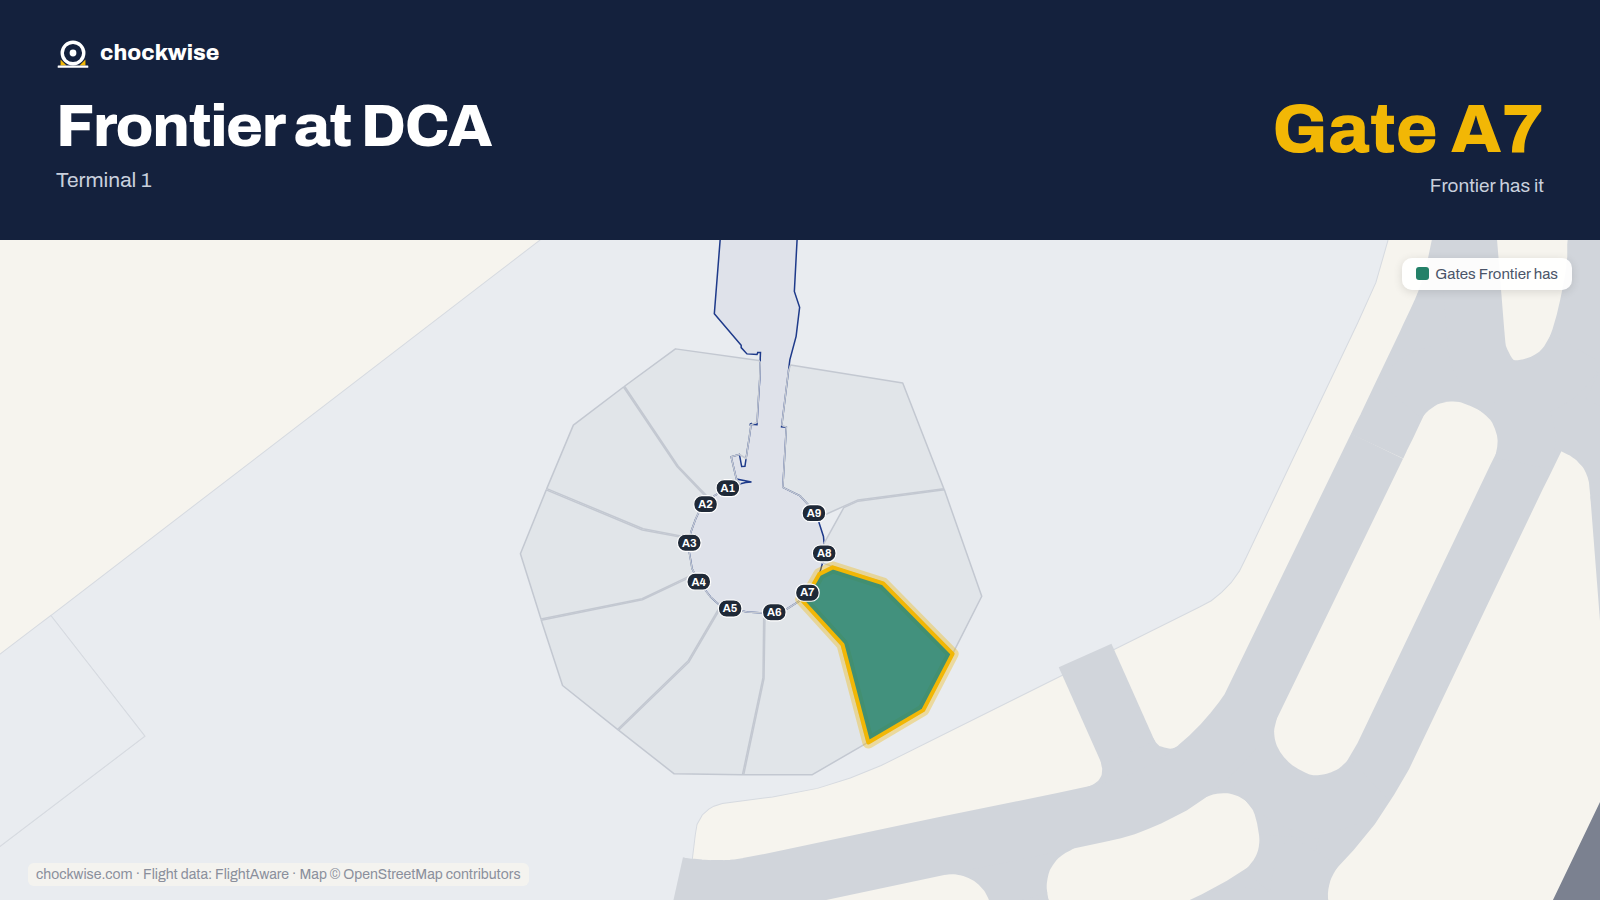 chockwise
Frontier at DCA
Terminal 1
Gate A7
Frontier has it
Gates Frontier has
A1
A2
A3
A4
A5
A6
A7
A8
A9
chockwise.com · Flight data: FlightAware · Map © OpenStreetMap contributors